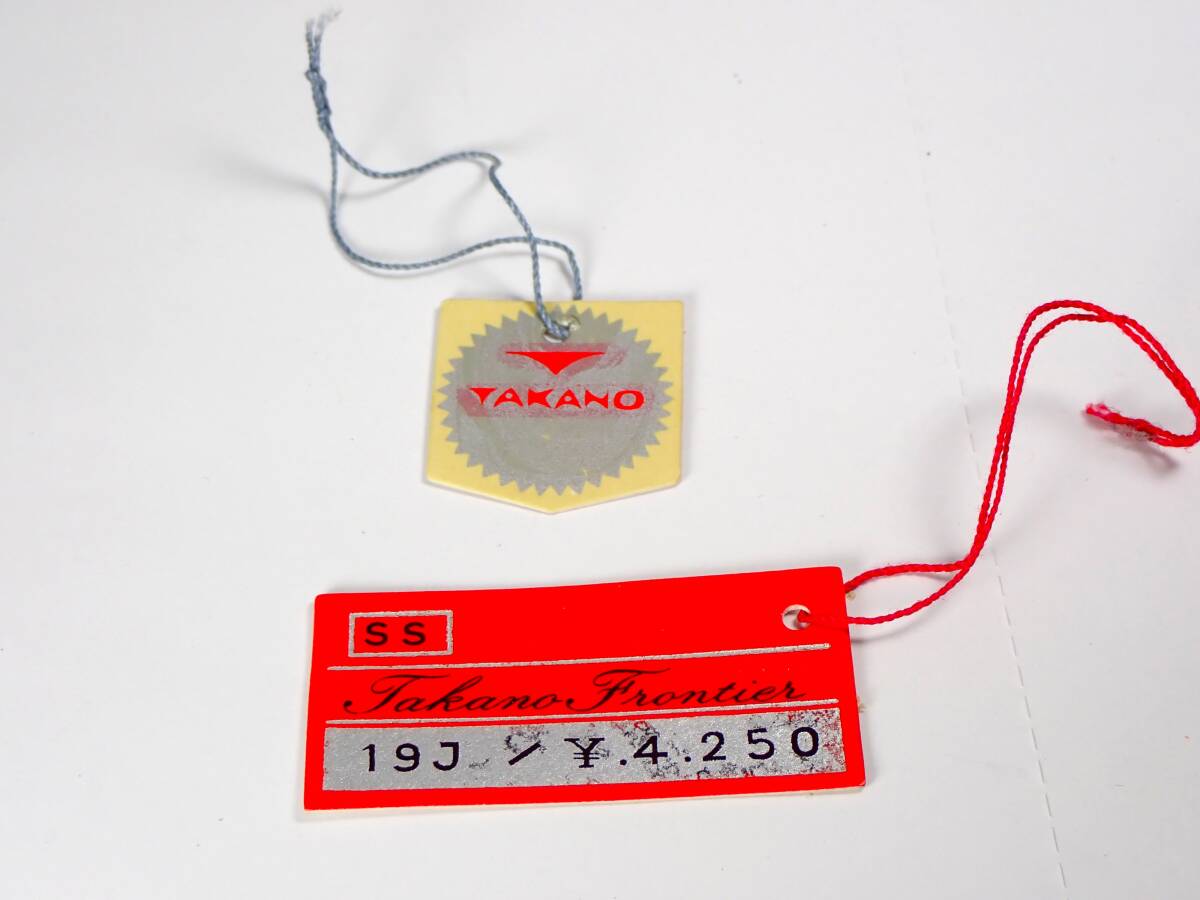 TAKANO
SS
Takano Frontier
19J / ¥.4.250